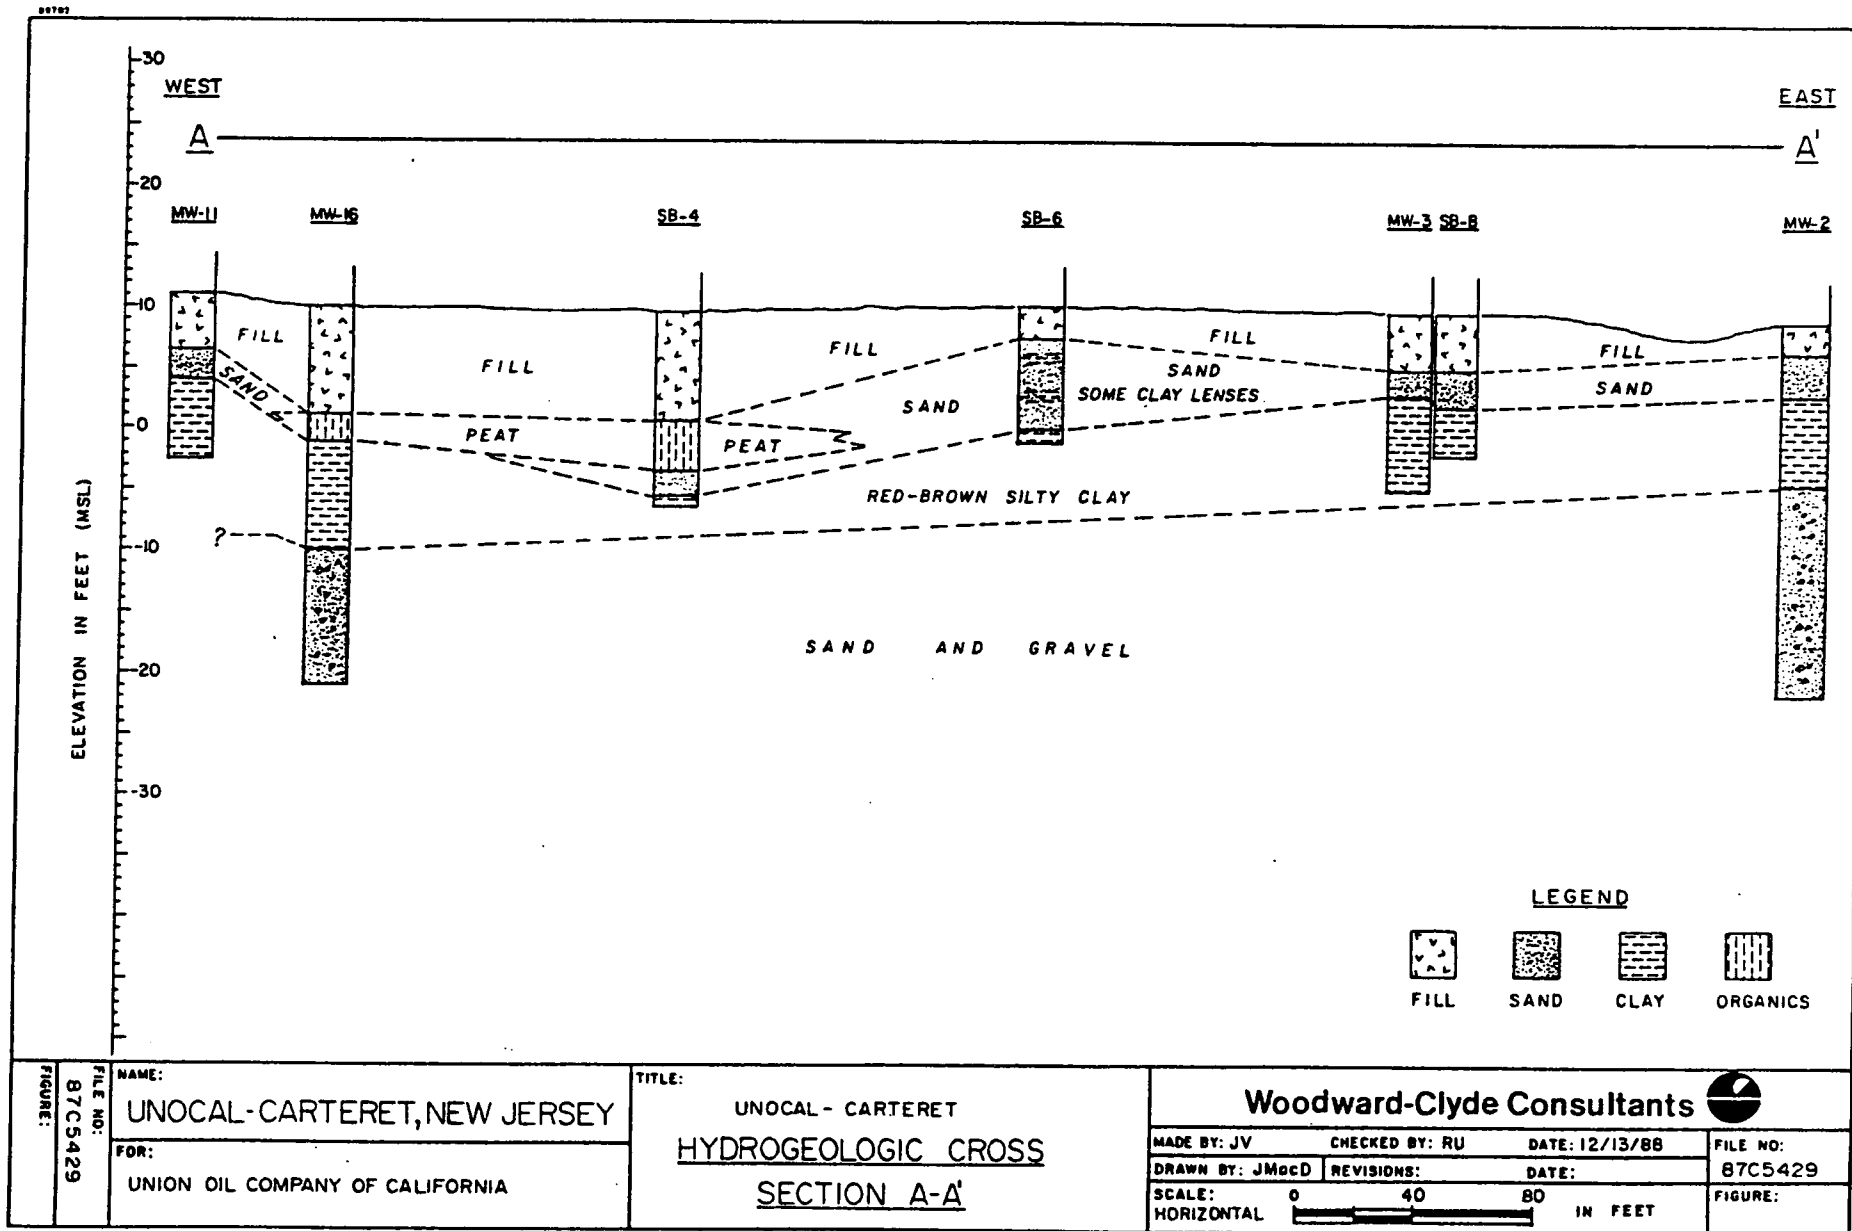 WEST
EAST
A
A'
30
20
10
0
-10
-20
-30
ELEVATION IN FEET (MSL)
MW-11
MW-16
SB-4
SB-6
MW-3
SB-8
MW-2
FILL
FILL
FILL
FILL
FILL
SAND
SAND
SAND
SOME CLAY LENSES
SAND
PEAT
PEAT
RED-BROWN SILTY CLAY
?
SAND AND GRAVEL
LEGEND
FILL
SAND
CLAY
ORGANICS
FIGURE:
FILE NO:
87C5429
NAME:
UNOCAL-CARTERET, NEW JERSEY
FOR:
UNION OIL COMPANY OF CALIFORNIA
TITLE:
UNOCAL - CARTERET
HYDROGEOLOGIC CROSS
SECTION A-A'
Woodward-Clyde Consultants
MADE BY: JV CHECKED BY: RU DATE: 12/13/88
DRAWN BY: JMacD REVISIONS: DATE:
FILE NO:
87C5429
SCALE:
HORIZONTAL
0 40 80
IN FEET
FIGURE: